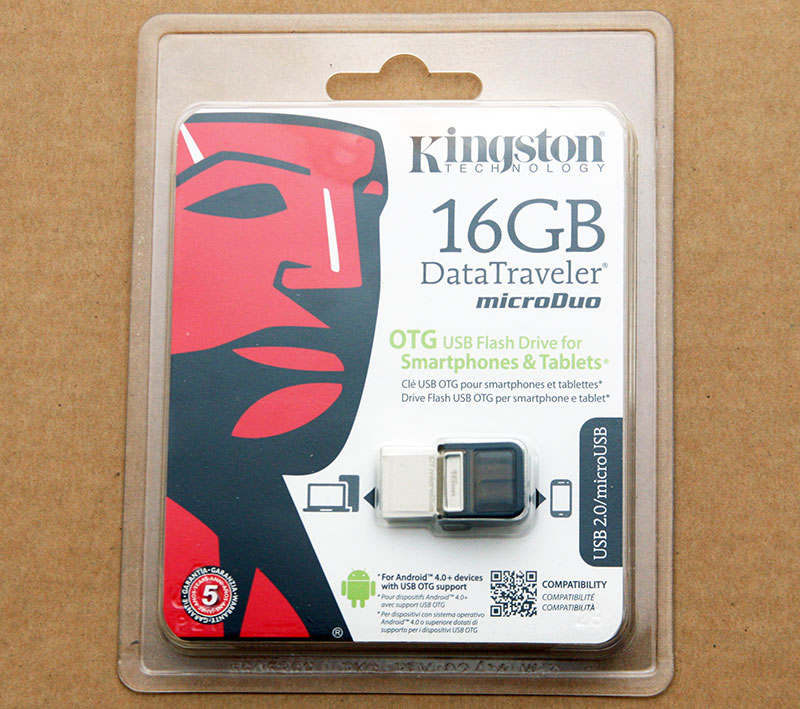 Kingston
TECHNOLOGY
16GB
DataTraveler®
microDuo
OTG USB Flash Drive for
Smartphones & Tablets*
Clé USB OTG pour smartphones et tablettes*
Drive Flash USB OTG per smartphone e tablet*
USB 2.0/microUSB
*For Android™ 4.0+ devices
with USB OTG support
*Pour dispositifs Android™ 4.0+
avec support USB OTG
*Per dispositivi con sistema operativo
Android™ 4.0 o superiore dotati di
supporto per i dispositivi USB OTG
COMPATIBILITY
COMPATIBILITÉ
COMPATIBILITÀ
5
GARANTIA
GARANTIE
WARRANTY
®